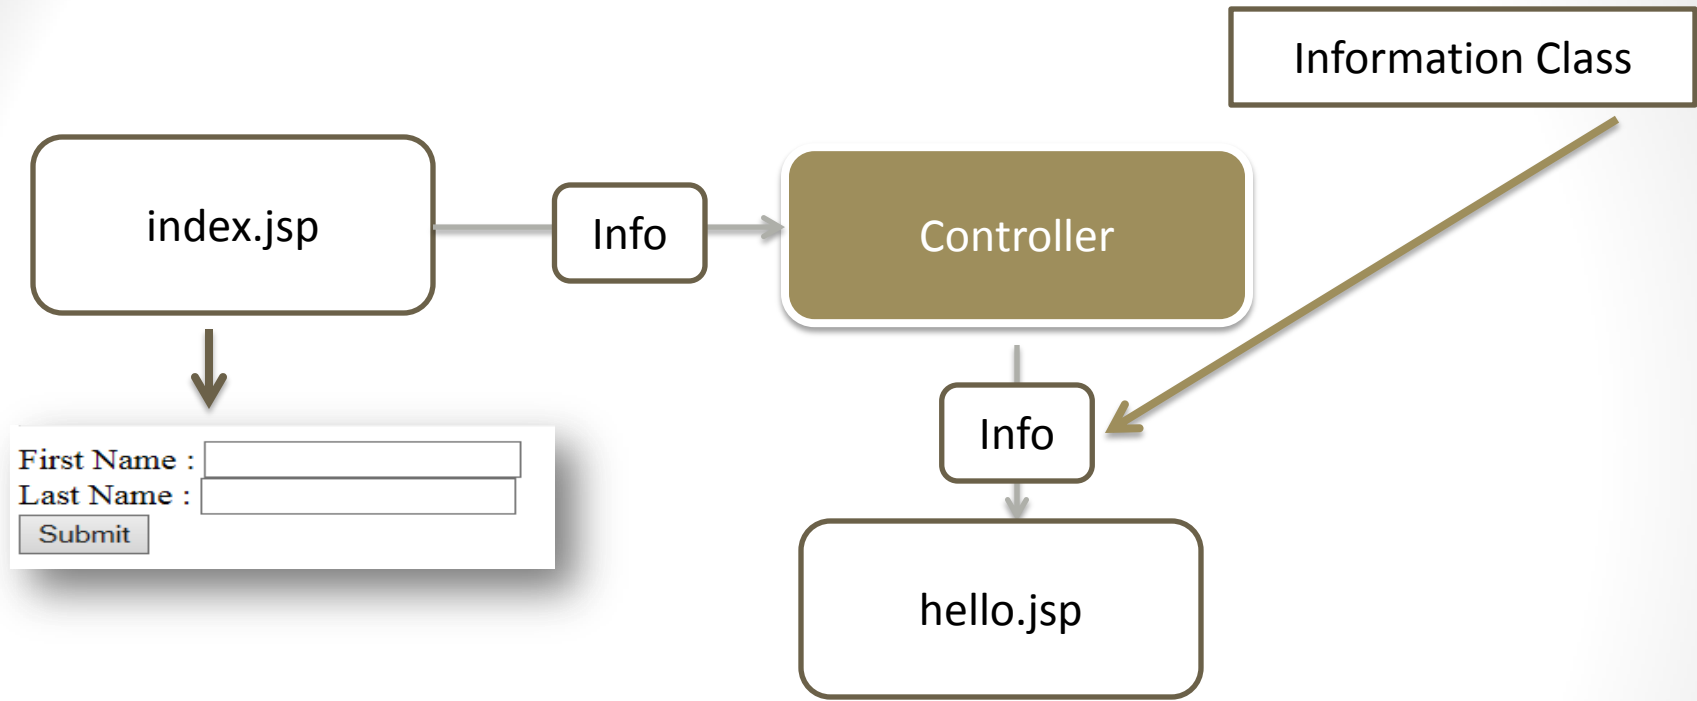 Information Class
index.jsp
Info
Controller
First Name :
Last Name :
Submit
Info
hello.jsp